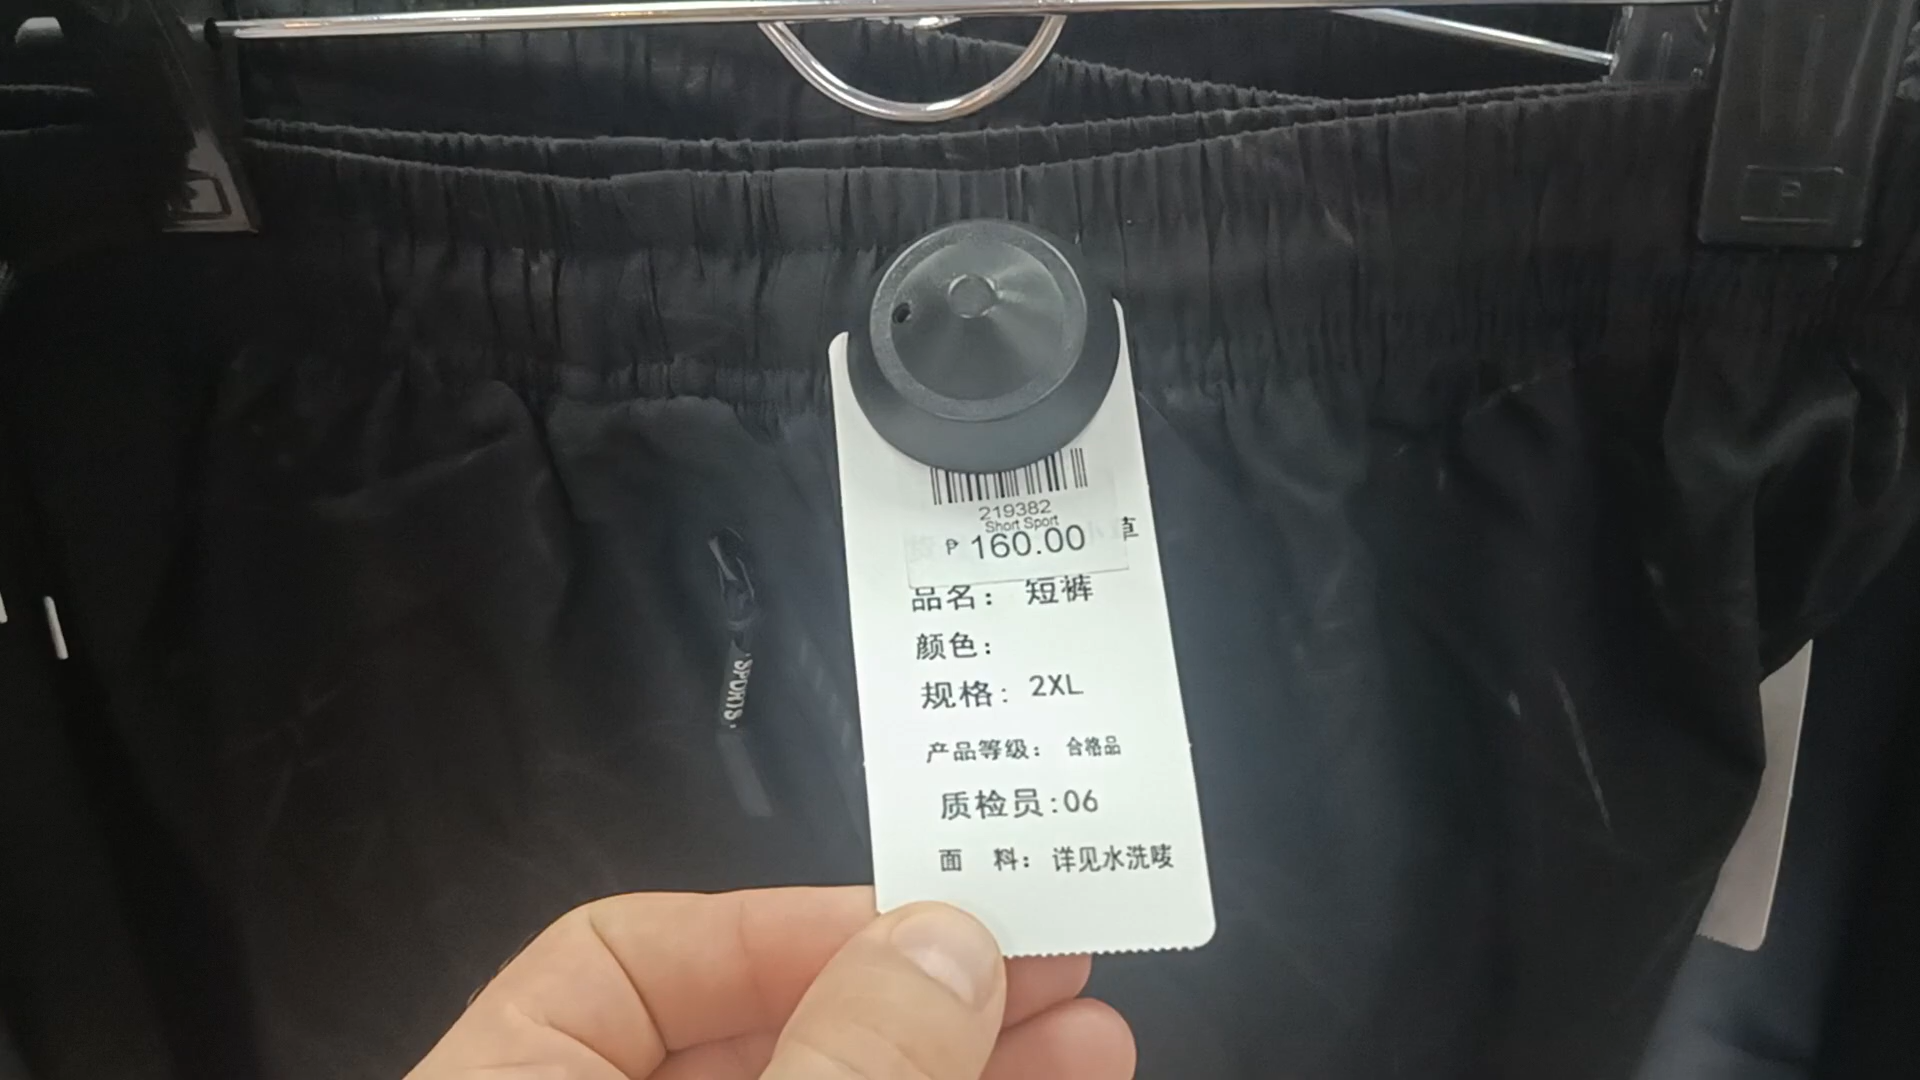 219382
Short Sport
₱ 160.00
品名： 短裤
颜色：
规格： 2XL
产品等级： 合格品
质检员:06
面 料： 详见水洗唛
SPORTS